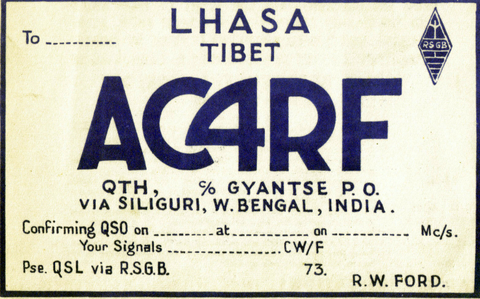 LHASA
To ............
TIBET
RSGB
AC4RF
QTH, c/o GYANTSE P.O.
VIA SILIGURI, W. BENGAL, INDIA.
Confirming QSO on ............ at ............ on ............ Mc/s.
Your Signals ............ CW/F
Pse. QSL via R.S.G.B. 73.
R.W. FORD.